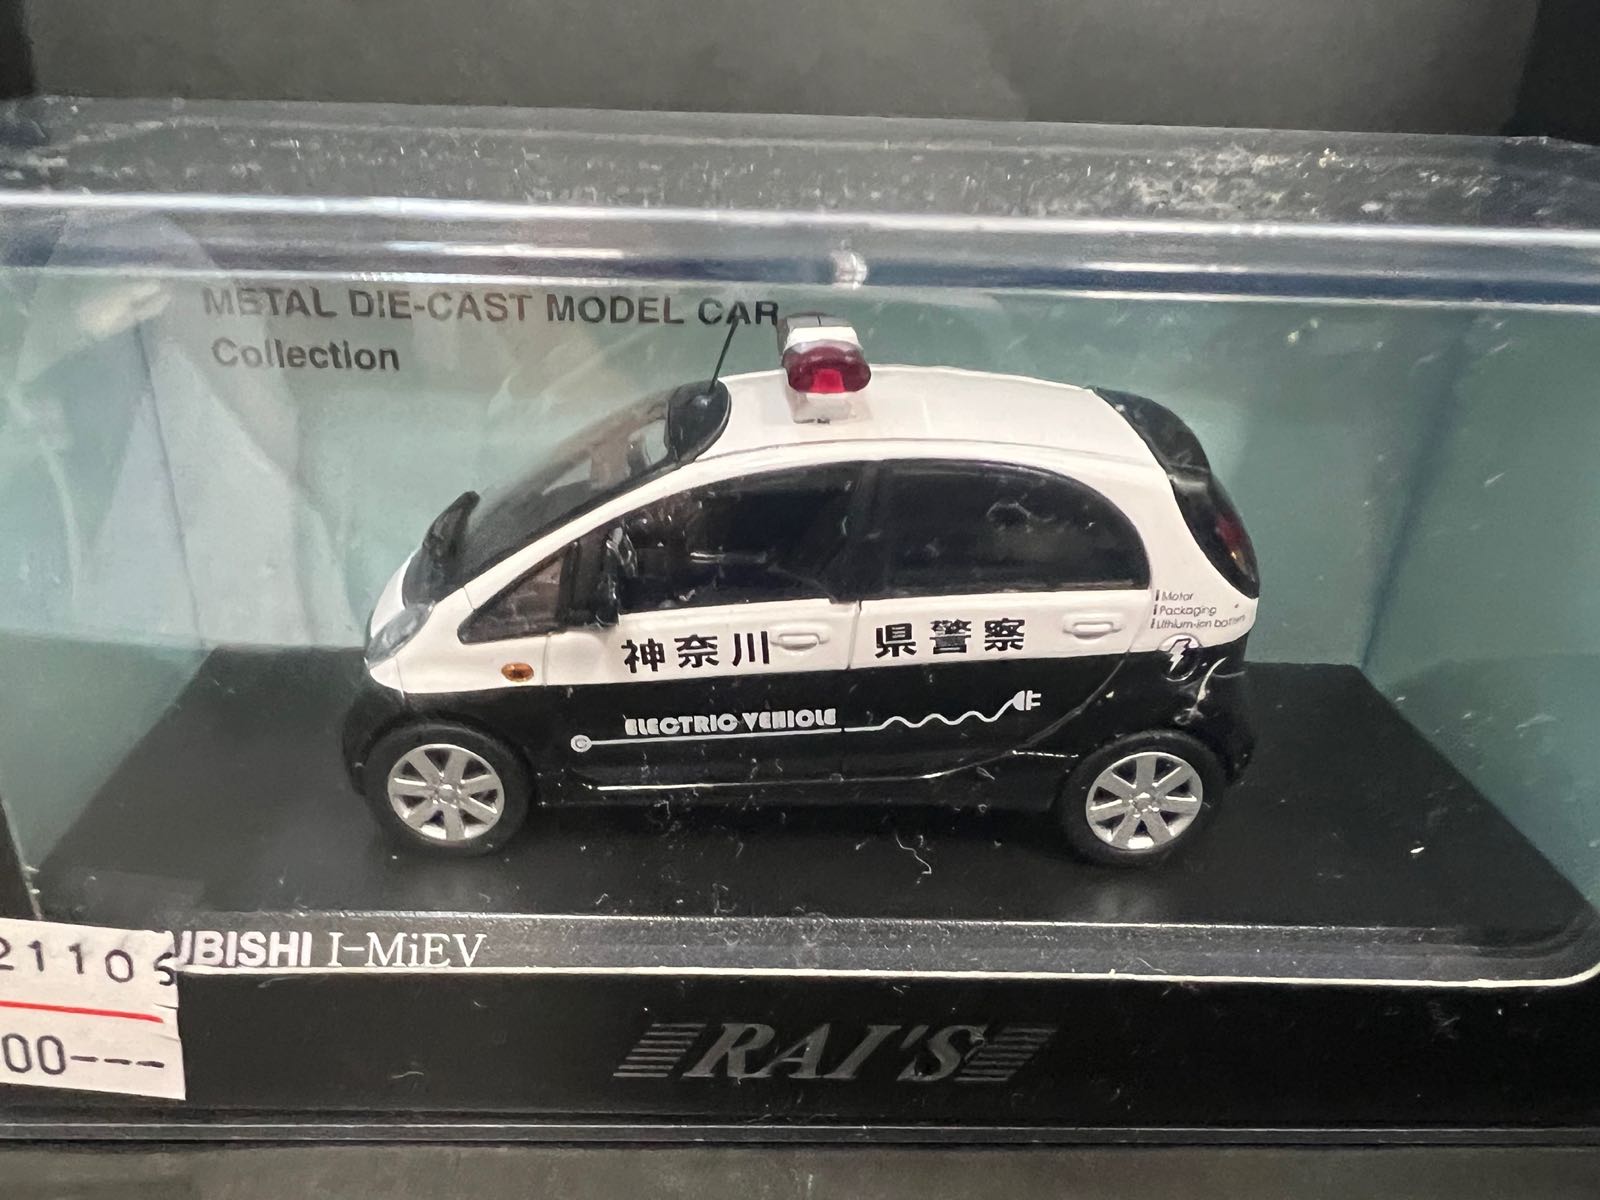 METAL DIE-CAST MODEL CAR
Collection
Motor
Packaging
Lithium-ion
神奈川 県警察
ELECTRIC VEHICLE
21105
UBISHI I-MiEV
00---
RAI'S